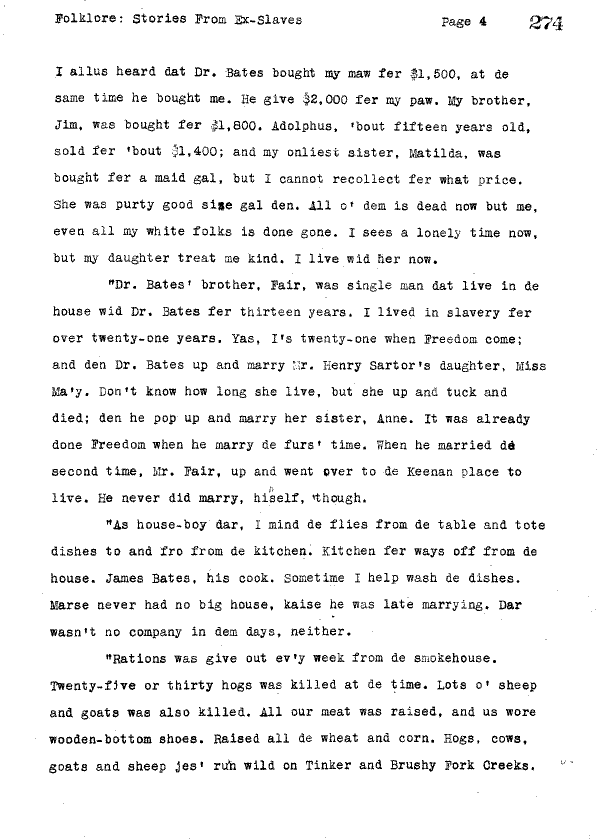 Folklore: Stories From Ex-Slaves Page 4 274
I allus heard dat Dr. Bates bought my maw fer $1,500, at de
same time he bought me. He give $2,000 fer my paw. My brother,
Jim, was bought fer $1,800. Adolphus, 'bout fifteen years old,
sold fer 'bout $1,400; and my onliest sister, Matilda, was
bought fer a maid gal, but I cannot recollect fer what price.
She was purty good size gal den. All o' dem is dead now but me,
even all my white folks is done gone. I sees a lonely time now,
but my daughter treat me kind. I live wid her now.
"Dr. Bates' brother, Fair, was single man dat live in de
house wid Dr. Bates fer thirteen years. I lived in slavery fer
over twenty-one years. Yas, I's twenty-one when Freedom come;
and den Dr. Bates up and marry Mr. Henry Sartor's daughter, Miss
Ma'y. Don't know how long she live, but she up and tuck and
died; den he pop up and marry her sister, Anne. It was already
done Freedom when he marry de furs' time. When he married de
second time, Mr. Fair, up and went over to de Keenan place to
live. He never did marry, hisself, though.
"As house-boy dar, I mind de flies from de table and tote
dishes to and fro from de kitchen. Kitchen fer ways off from de
house. James Bates, his cook. Sometime I help wash de dishes.
Marse never had no big house, kaise he was late marrying. Dar
wasn't no company in dem days, neither.
"Rations was give out ev'y week from de smokehouse.
Twenty-five or thirty hogs was killed at de time. Lots o' sheep
and goats was also killed. All our meat was raised, and us wore
wooden-bottom shoes. Raised all de wheat and corn. Hogs, cows,
goats and sheep jes' run wild on Tinker and Brushy Fork Creeks.